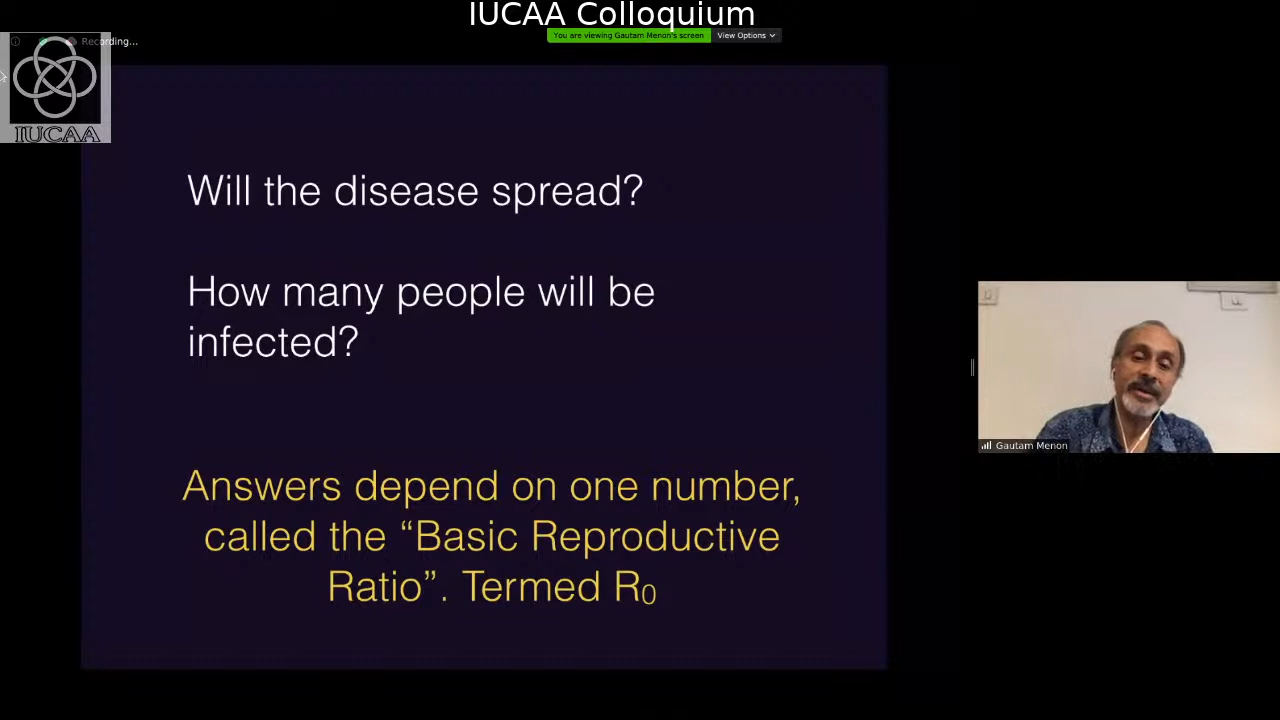 IUCAA Colloquium
Recording...
You are viewing Gautam Menon's screen
View Options
IUCAA
Will the disease spread?
How many people will be
infected?
Answers depend on one number,
called the “Basic Reproductive
Ratio”. Termed R₀
Gautam Menon